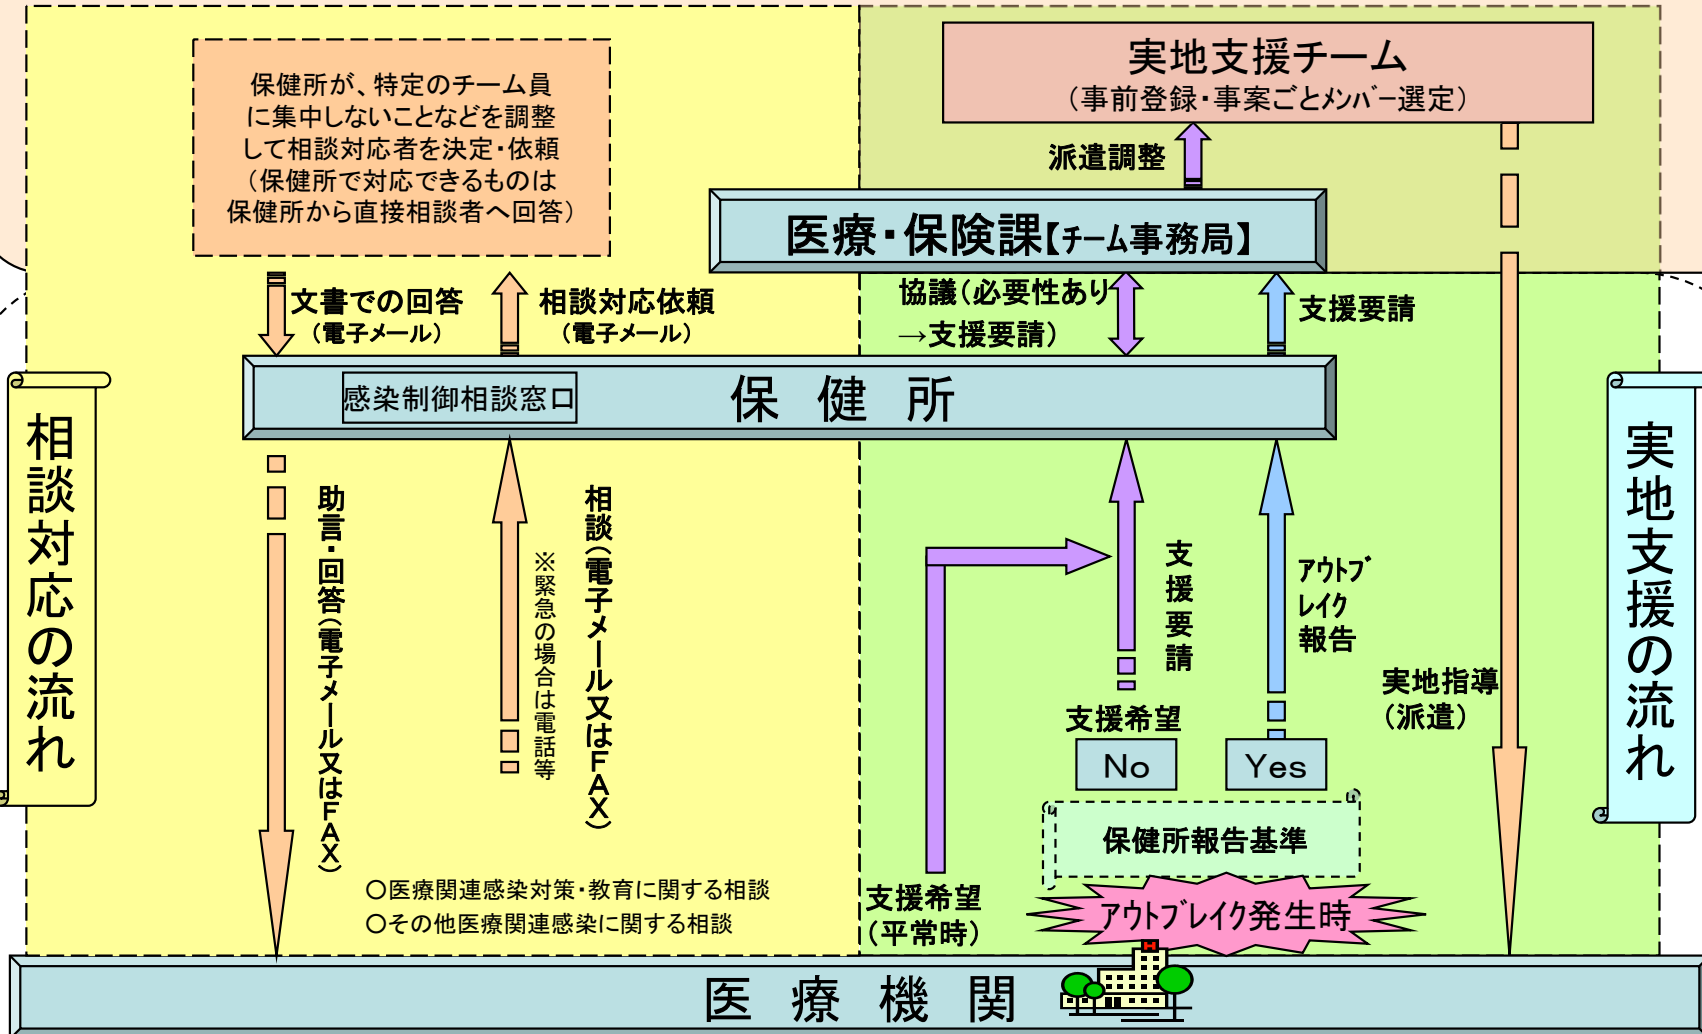 保健所が、特定のチーム員
に集中しないことなどを調整
して相談対応者を決定・依頼
（保健所で対応できるものは
保健所から直接相談者へ回答）
実地支援チーム
（事前登録・事案ごとﾒﾝﾊﾞｰ選定）
派遣調整
医療・保険課【ﾁｰﾑ事務局】
文書での回答
（電子メール）
相談対応依頼
（電子メール）
協議（必要性あり
→支援要請）
支援要請
感染制御相談窓口
保健所
相談対応の流れ
助言・回答（電子メール又はＦＡＸ）
※緊急の場合は電話等
相談（電子メール又はＦＡＸ）
支援要請
ｱｳﾄﾌﾞ
ﾚｲｸ
報告
実地指導
（派遣）
実地支援の流れ
支援希望
No
Yes
保健所報告基準
○医療関連感染対策・教育に関する相談
○その他医療関連感染に関する相談
支援希望
（平常時）
ｱｳﾄﾌﾞﾚｲｸ発生時
医療機関